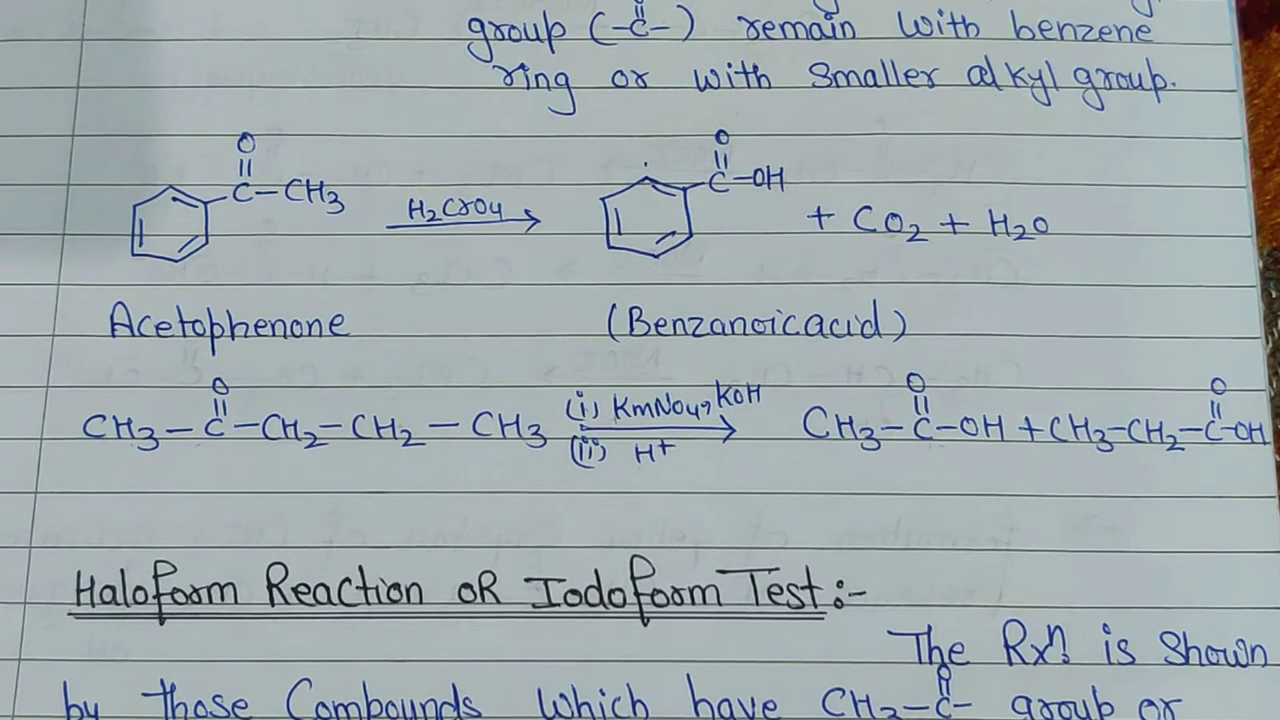 group (-C-) remain with benzene
ring or with smaller alkyl group.
O
||
C-CH3
H2CrO4
O
||
C-OH
+ CO2 + H2O
Acetophenone
(Benzanoicacid)
O
||
CH3-C-CH2-CH2-CH3
(i) KmNO4, KOH
(ii) H+
O
||
CH3-C-OH + CH3-CH2-C-OH
O
||
Haloform Reaction OR Iodoform Test:-
The Rxn. is shown
by those Compounds which have CH3-C- group or